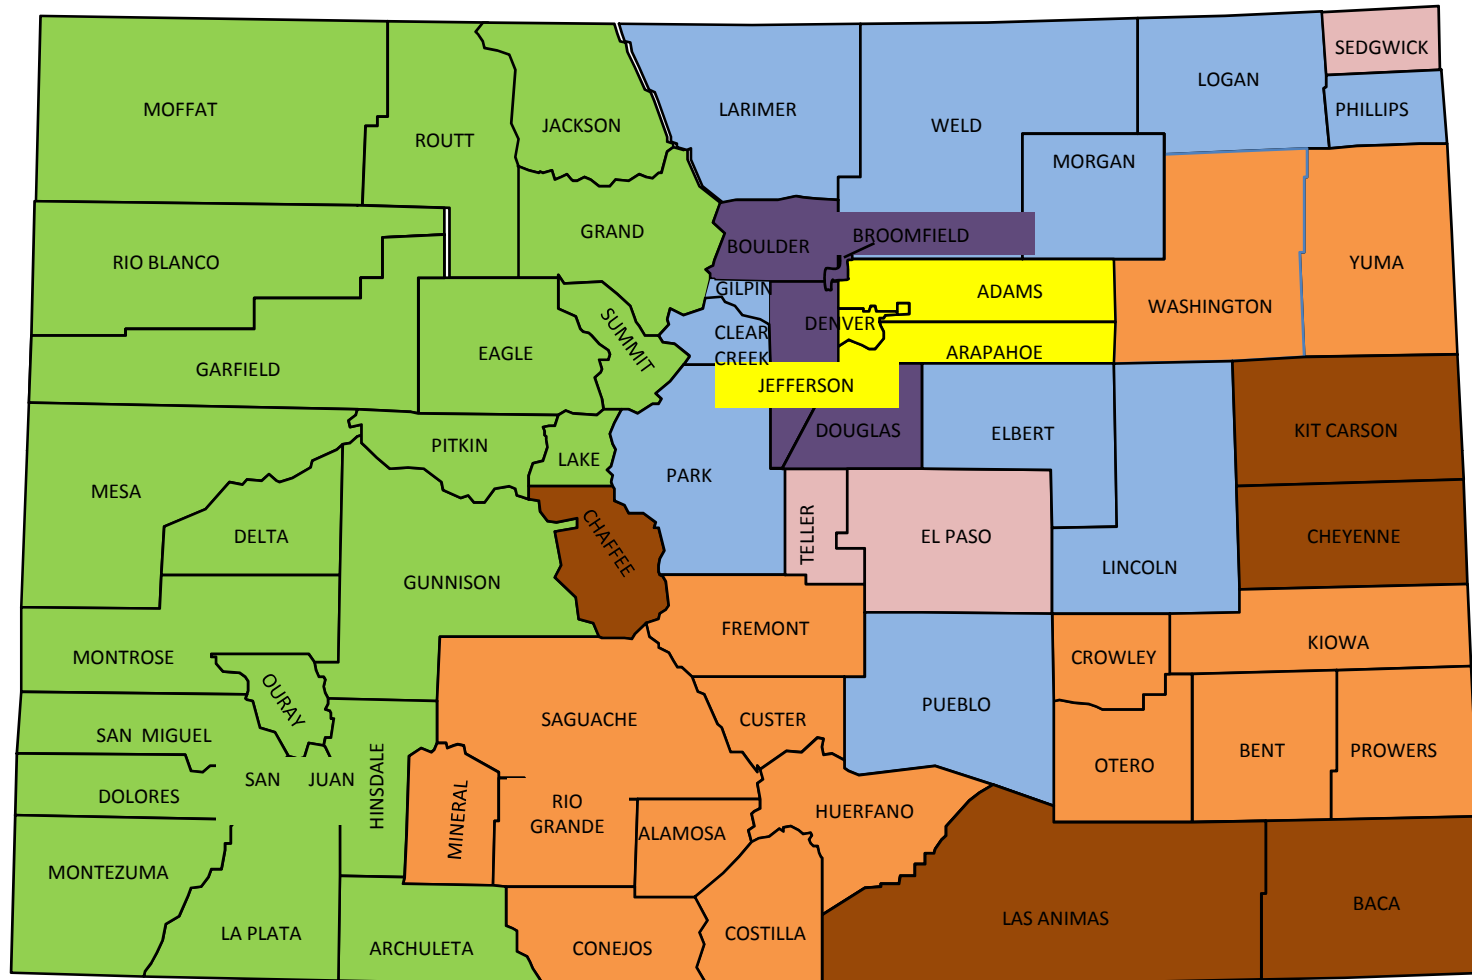 SEDGWICK
LOGAN
MOFFAT
LARIMER
PHILLIPS
JACKSON
WELD
ROUTT
MORGAN
GRAND
BROOMFIELD
BOULDER
RIO BLANCO
YUMA
GILPIN
ADAMS
WASHINGTON
SUMMIT
DENVER
CLEAR
CREEK
EAGLE
ARAPAHOE
GARFIELD
JEFFERSON
DOUGLAS
ELBERT
KIT CARSON
PITKIN
LAKE
PARK
MESA
TELLER
DELTA
CHAFFEE
EL PASO
CHEYENNE
GUNNISON
LINCOLN
FREMONT
MONTROSE
CROWLEY
KIOWA
OURAY
PUEBLO
SAGUACHE
CUSTER
SAN MIGUEL
BENT
PROWERS
OTERO
SAN JUAN
HINSDALE
DOLORES
MINERAL
RIO
GRANDE
HUERFANO
ALAMOSA
MONTEZUMA
BACA
LAS ANIMAS
LA PLATA
COSTILLA
ARCHULETA
CONEJOS